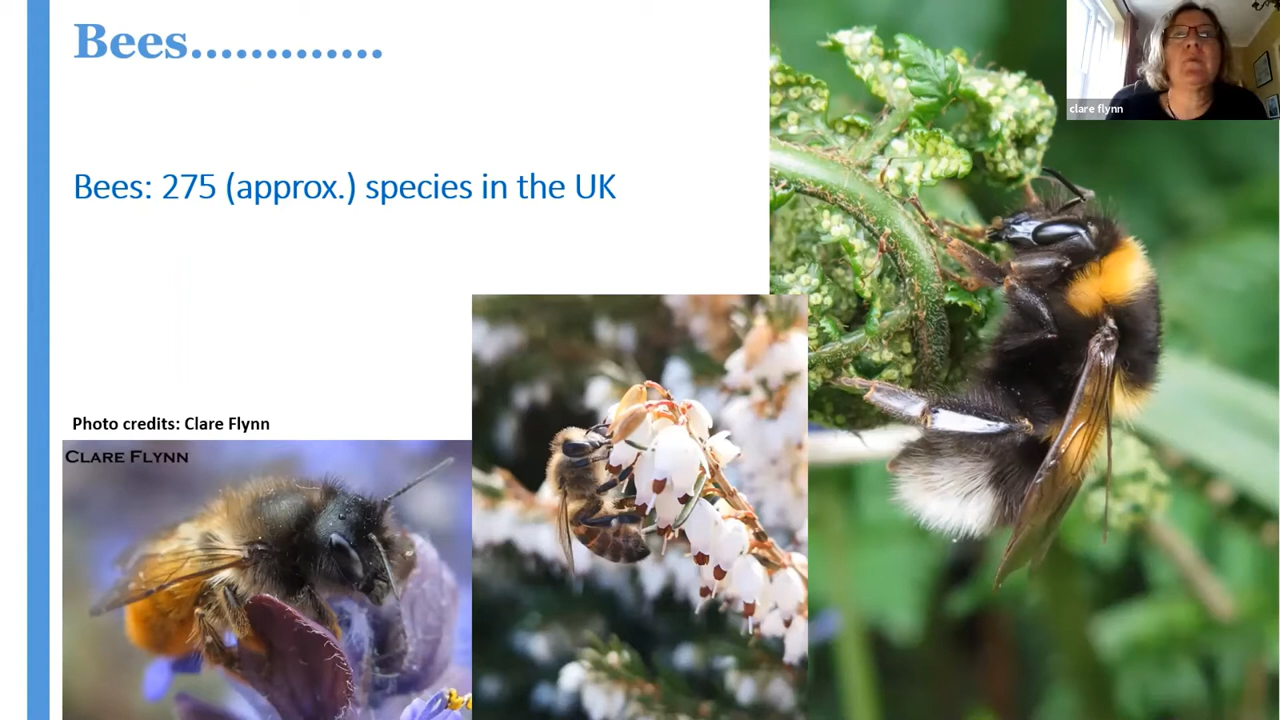 Bees.............
clare flynn
Bees: 275 (approx.) species in the UK
Photo credits: Clare Flynn
CLARE FLYNN